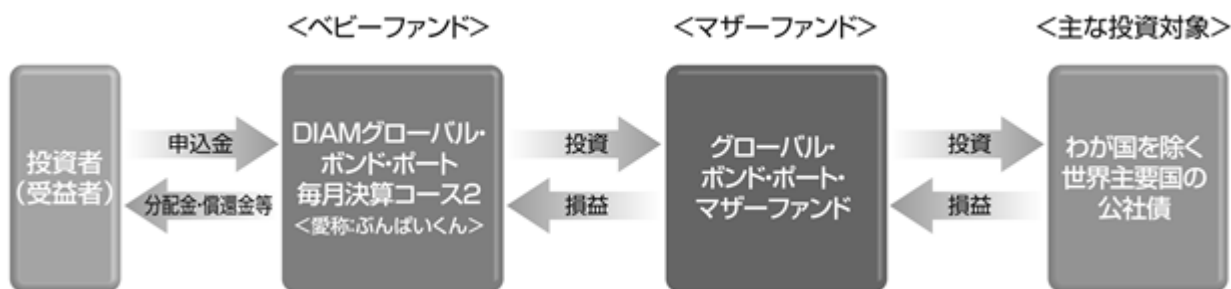 <ベビーファンド>
<マザーファンド>
<主な投資対象>
投資者
(受益者)
申込金
分配金・償還金等
DIAMグローバル・
ボンド・ポート
毎月決算コース2
<愛称:ぶんぱいくん>
投資
損益
グローバル・
ボンド・ポート・
マザーファンド
投資
損益
わが国を除く
世界主要国の
公社債